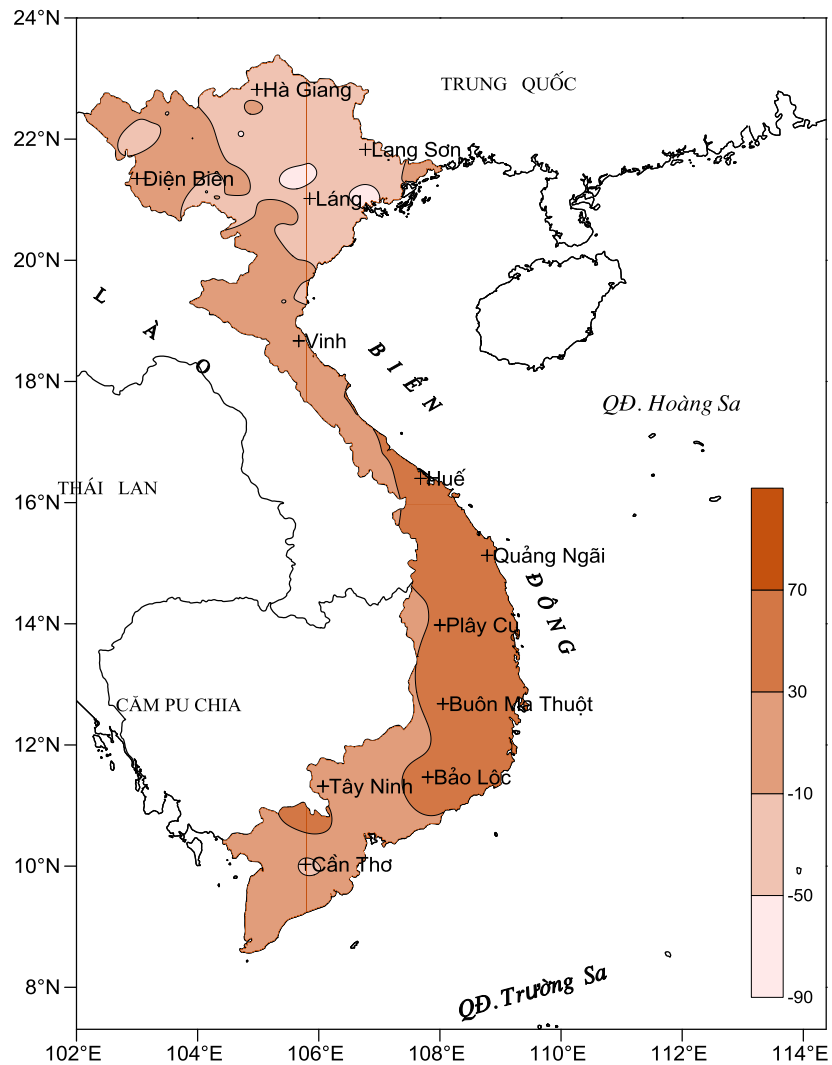 24°N
22°N
20°N
18°N
16°N
14°N
12°N
10°N
8°N
TRUNG QUỐC
Hà Giang
Lạng Sơn
Điện Biên
Láng
L À O
Vinh
BIỂN
QĐ. Hoàng Sa
THÁI LAN
Huế
Quảng Ngãi
ĐÔNG
Plây Cu
CĂM PU CHIA
Buôn Ma Thuột
Bảo Lộc
Tây Ninh
Cần Thơ
QĐ. Trường Sa
70
30
-10
-50
-90
102°E 104°E 106°E 108°E 110°E 112°E 114°E